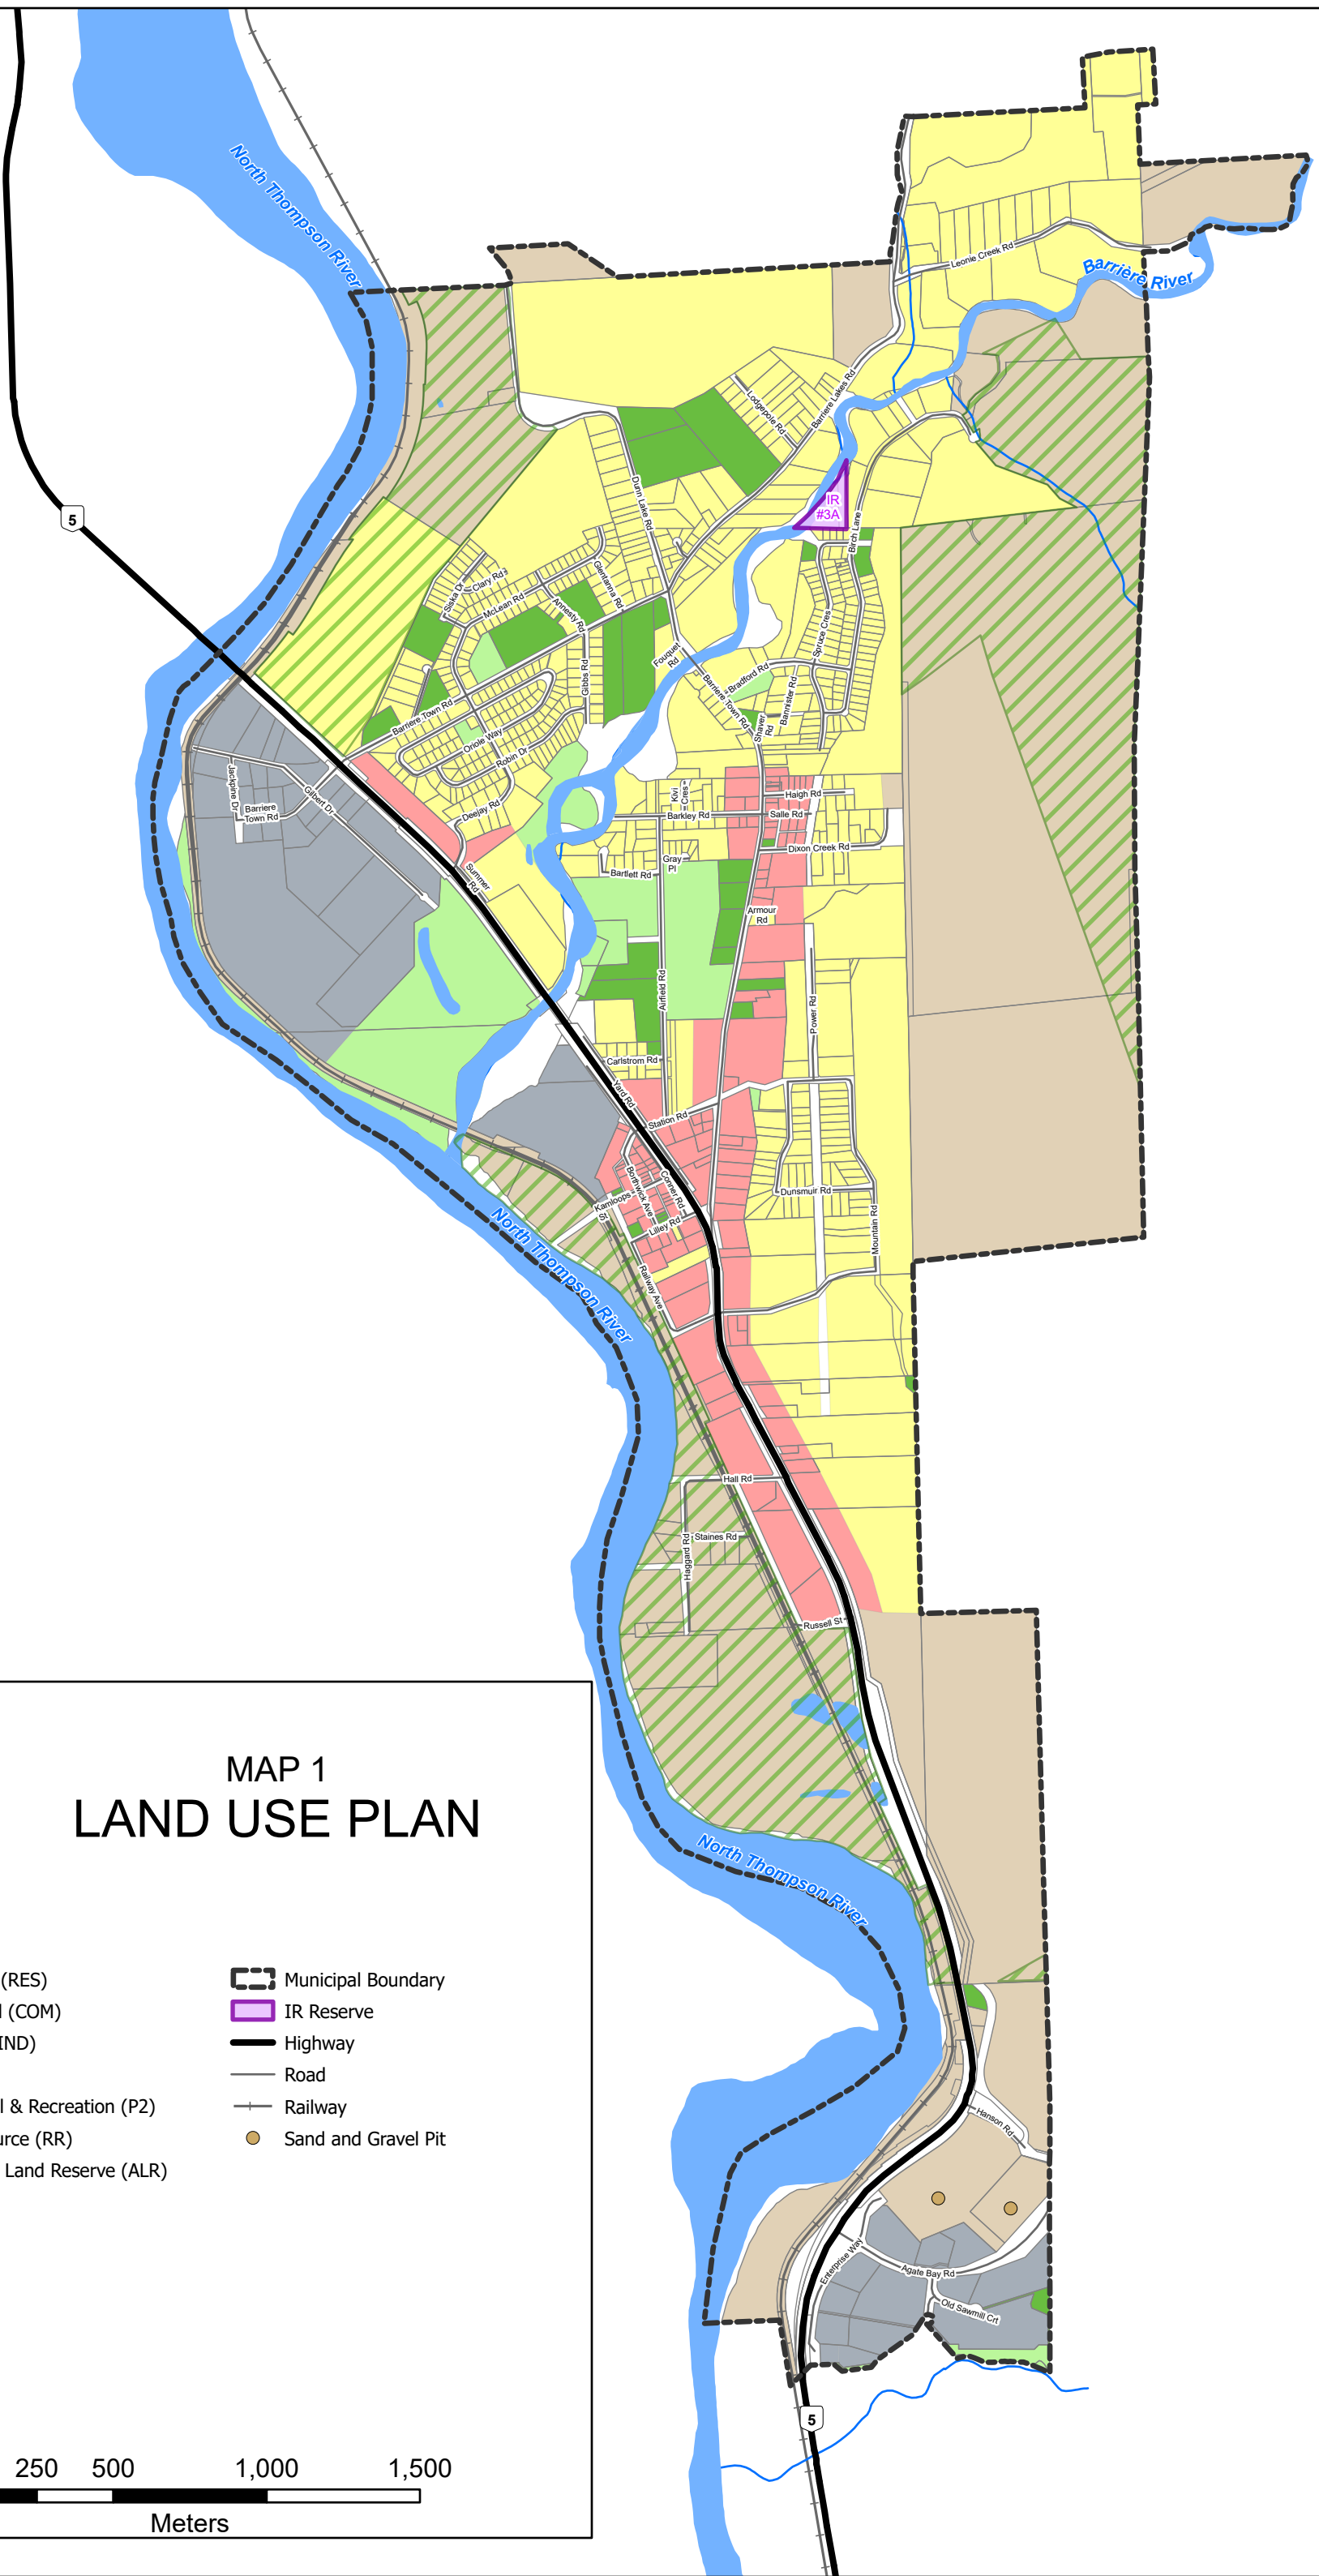 North Thompson River
Leonie Creek Rd
Barrière River
Lodgepole Rd
Barriere Lakes Rd
5
Dunn Lake Rd
IR
#3A
Birch Lane
Siska Dr
Clary Rd
McLean Rd
Glentanna Rd
Annesty Rd
Spruce Cres
Fouquet
Rd
Gibbs Rd
Bradford Rd
Bannister Rd
Barriere Town Rd
Barriere Town Rd
Shaver
Rd
Oriole Way
Robin Dr
Jackpine Dr
Gilbert Dr
Barriere
Town Rd
Deejay Rd
Kivi
Cres
Haigh Rd
Barkley Rd
Salle Rd
Dixon Creek Rd
Gray
Pl
Bartlett Rd
Summer
Rd
Armour
Rd
Airfield Rd
Power Rd
Carlstrom Rd
Yard Rd
Station Rd
Borthwick Ave
Conner Rd
Kamloops
St
Dunsmuir Rd
Lilley Rd
Mountain Rd
North Thompson River
Railway Ave
Hall Rd
Staines Rd
Haggard Rd
Russell St
MAP 1
LAND USE PLAN
North Thompson River
(RES)
(COM)
IND)
& Recreation (P2)
(RR)
Land Reserve (ALR)
Municipal Boundary
IR Reserve
Highway
Road
Railway
Sand and Gravel Pit
Hanson Rd
Enterprise Way
Agate Bay Rd
Old Sawmill Crt
5
250 500 1,000 1,500
Meters